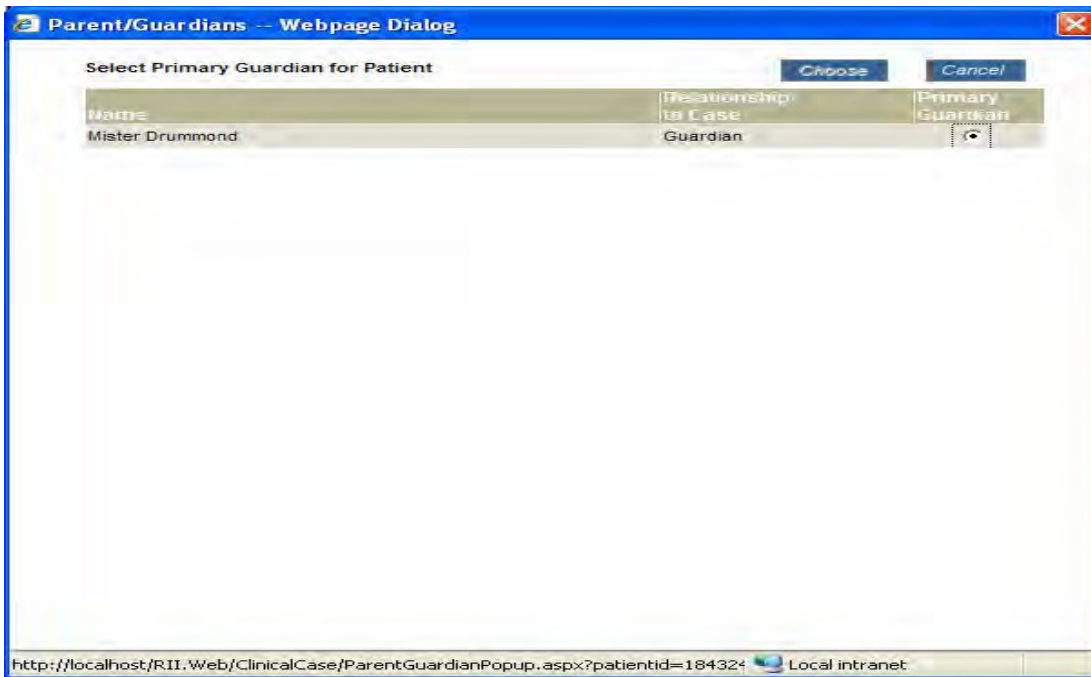 Parent/Guardians -- Webpage Dialog
Select Primary Guardian for Patient
Choose
Cancel
Name
Relationship to Case
Primary Guardian
Mister Drummond
Guardian
http://localhost/RII.Web/ClinicalCase/ParentGuardianPopup.aspx?patientid=184324
Local intranet